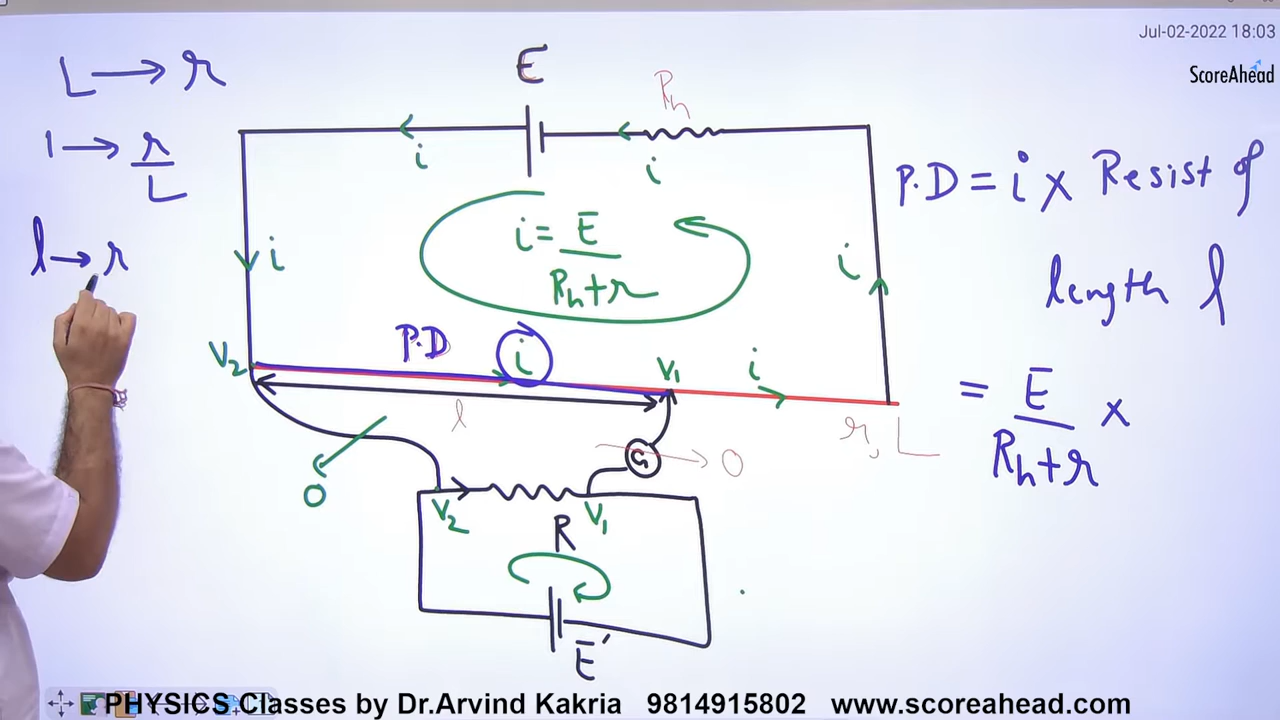 Jul-02-2022 18:03
ScoreAhead
L → r
1 → r/L
l → r
E
Rh
i
i
i = E/(Rh+r)
i
i
P.D
i
V2
V1
i
l
r, L
G
0
0
V2
V1
R
E′
P.D = i × Resist of
length l
= E/(Rh+r) ×
PHYSICS Classes by Dr.Arvind Kakria 9814915802 www.scoreahead.com